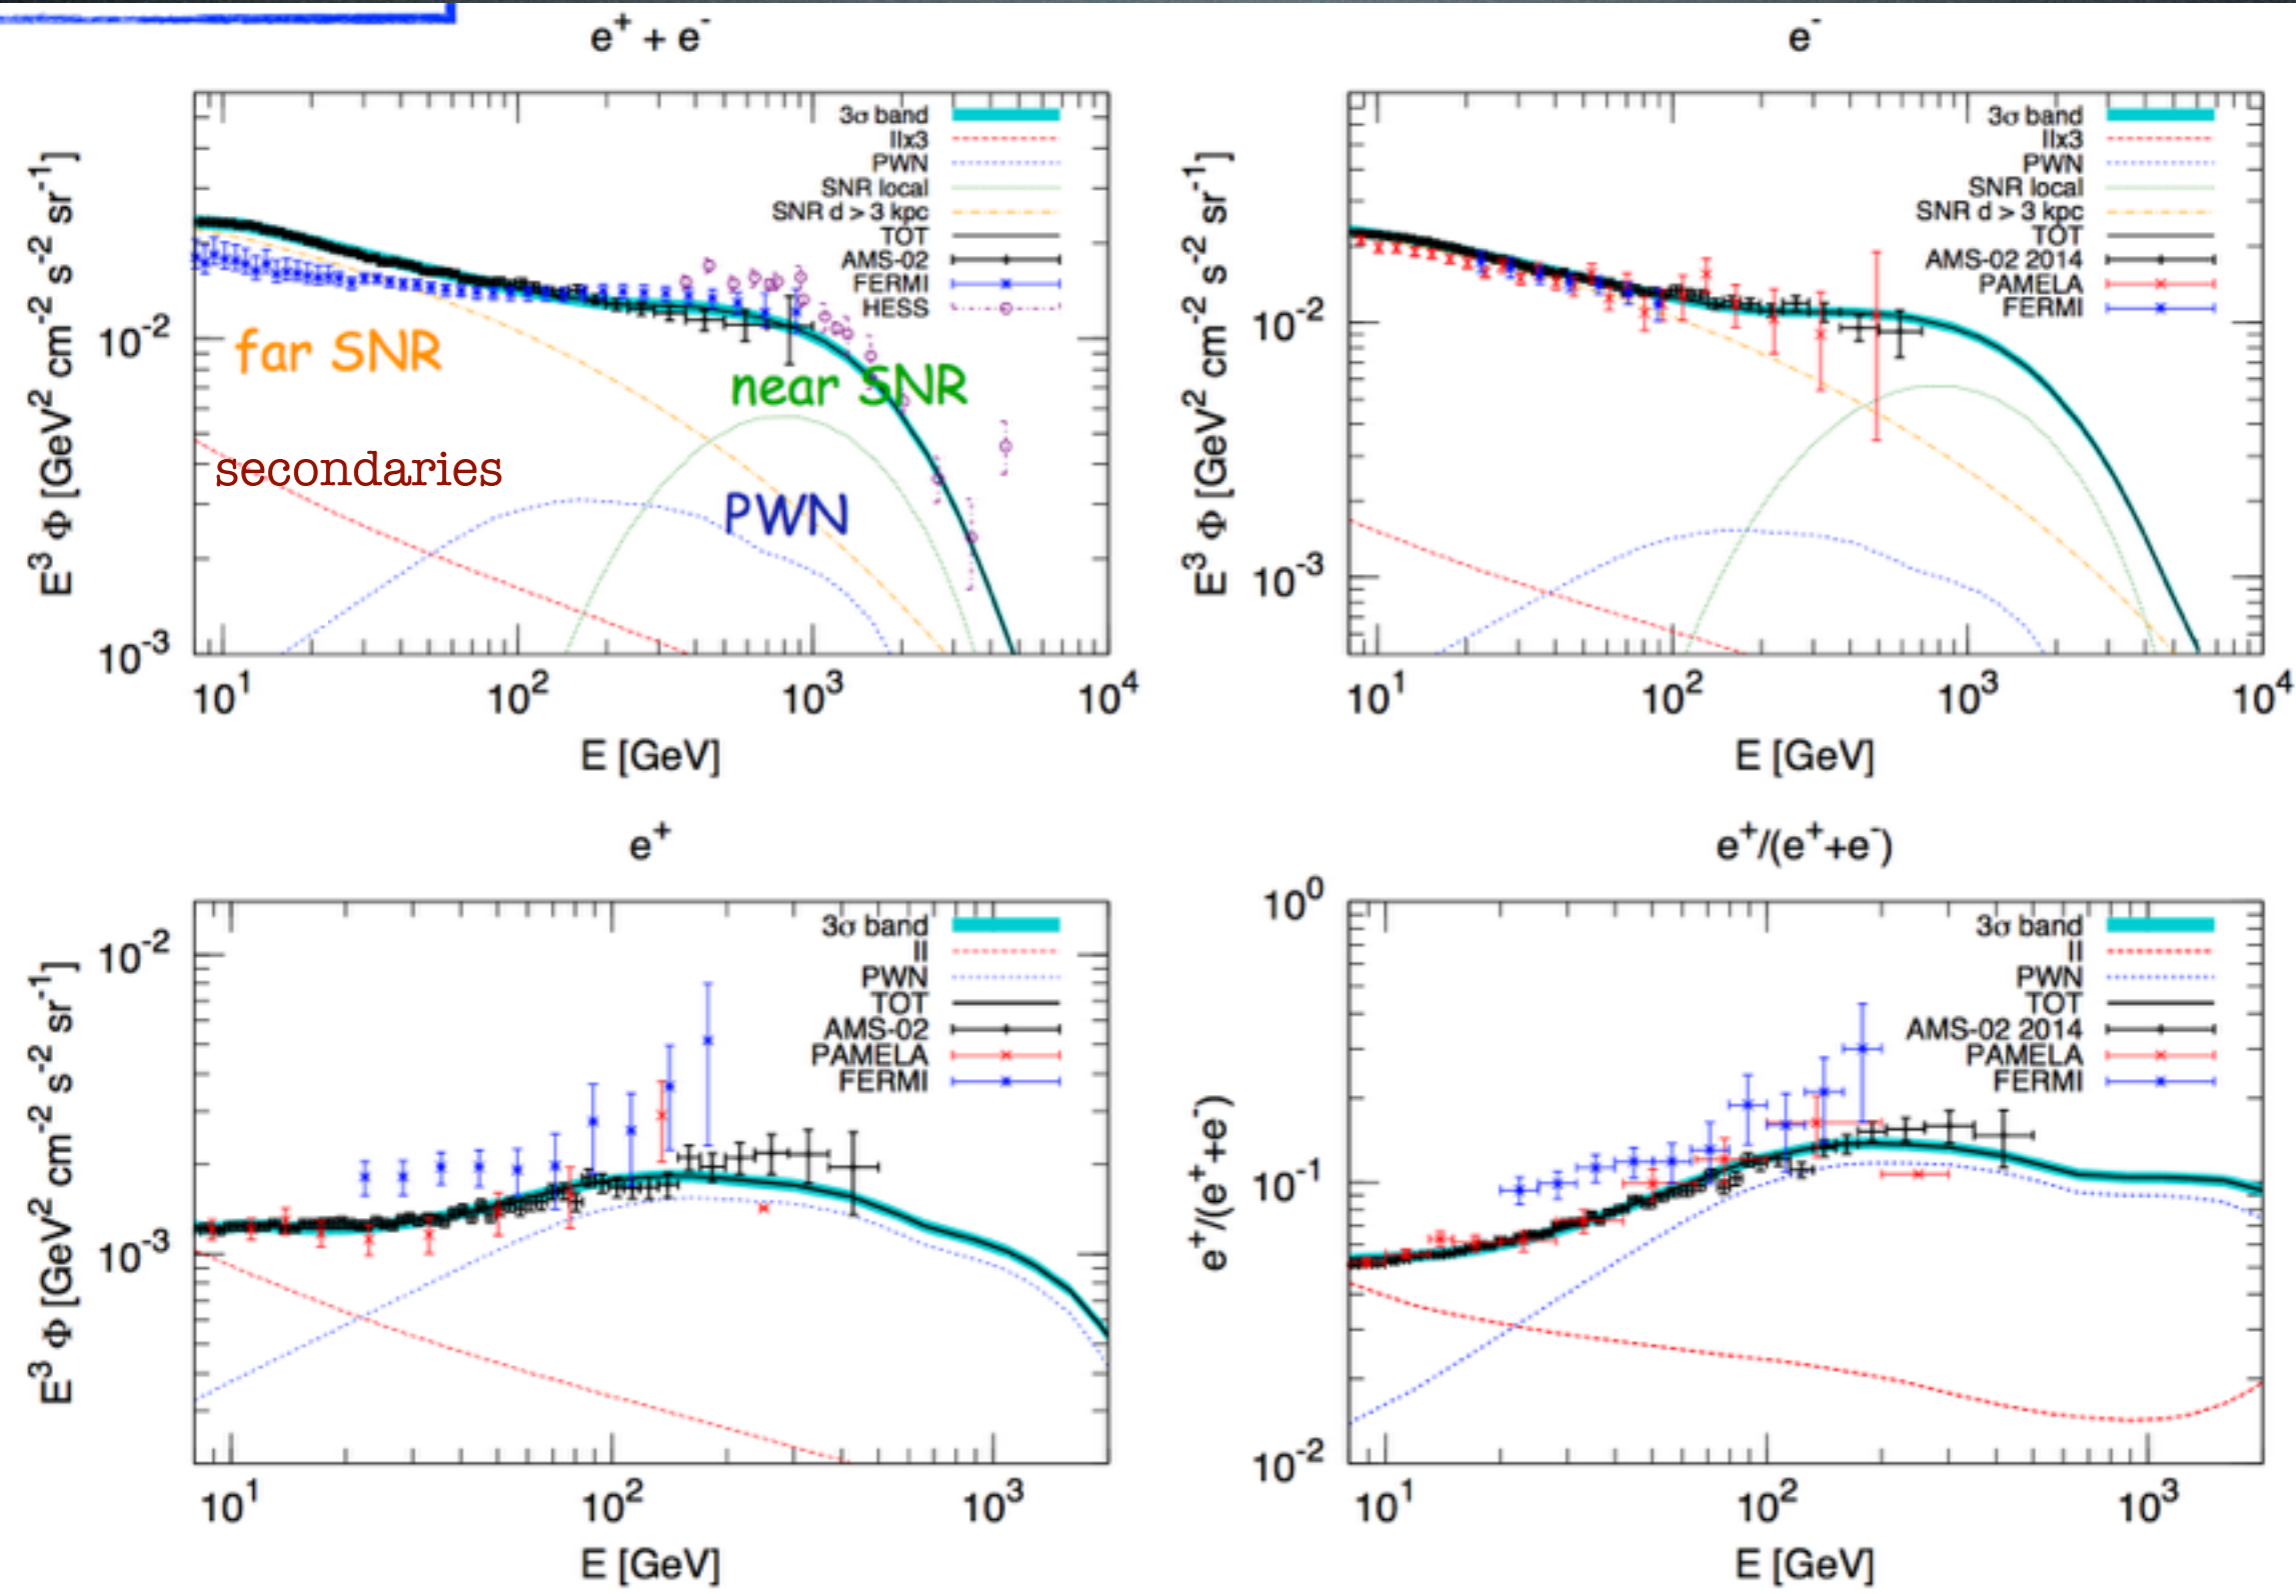 e+ + e-
3σ band
IIx3
PWN
SNR local
SNR d > 3 kpc
TOT
AMS-02
FERMI
HESS
far SNR
near SNR
secondaries
PWN
10-2
10-3
E3 Φ [GeV2 cm-2 s-2 sr-1]
101 102 103 104
E [GeV]
e-
3σ band
IIx3
PWN
SNR local
SNR d > 3 kpc
TOT
AMS-02 2014
PAMELA
FERMI
10-2
10-3
E3 Φ [GeV2 cm-2 s-2 sr-1]
101 102 103 104
E [GeV]
e+
3σ band
II
PWN
TOT
AMS-02
PAMELA
FERMI
10-2
10-3
E3 Φ [GeV2 cm-2 s-2 sr-1]
101 102 103
E [GeV]
e+/(e++e-)
3σ band
II
PWN
TOT
AMS-02 2014
PAMELA
FERMI
100
10-1
10-2
e+/(e++e-)
101 102 103
E [GeV]